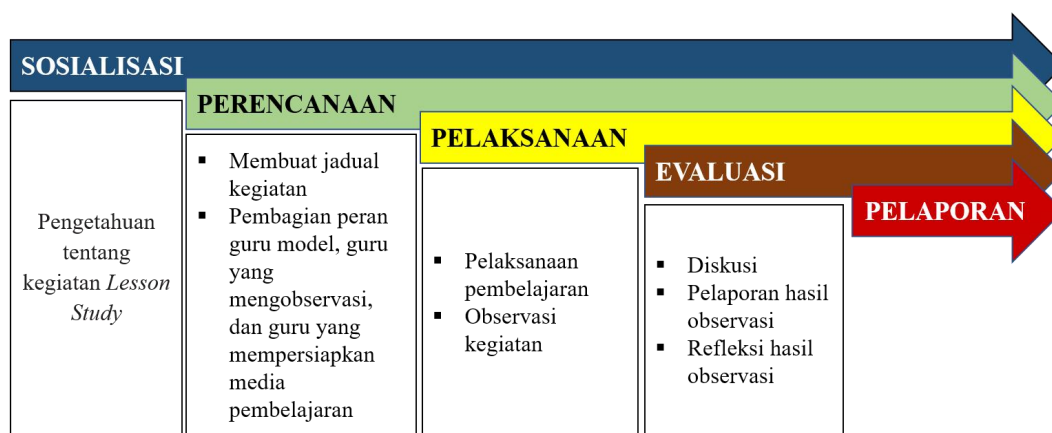 SOSIALISASI
Pengetahuan
tentang
kegiatan Lesson
Study
PERENCANAAN
▪ Membuat jadual
kegiatan
▪ Pembagian peran
guru model, guru
yang
mengobservasi,
dan guru yang
mempersiapkan
media
pembelajaran
PELAKSANAAN
▪ Pelaksanaan
pembelajaran
▪ Observasi
kegiatan
EVALUASI
▪ Diskusi
▪ Pelaporan hasil
observasi
▪ Refleksi hasil
observasi
PELAPORAN